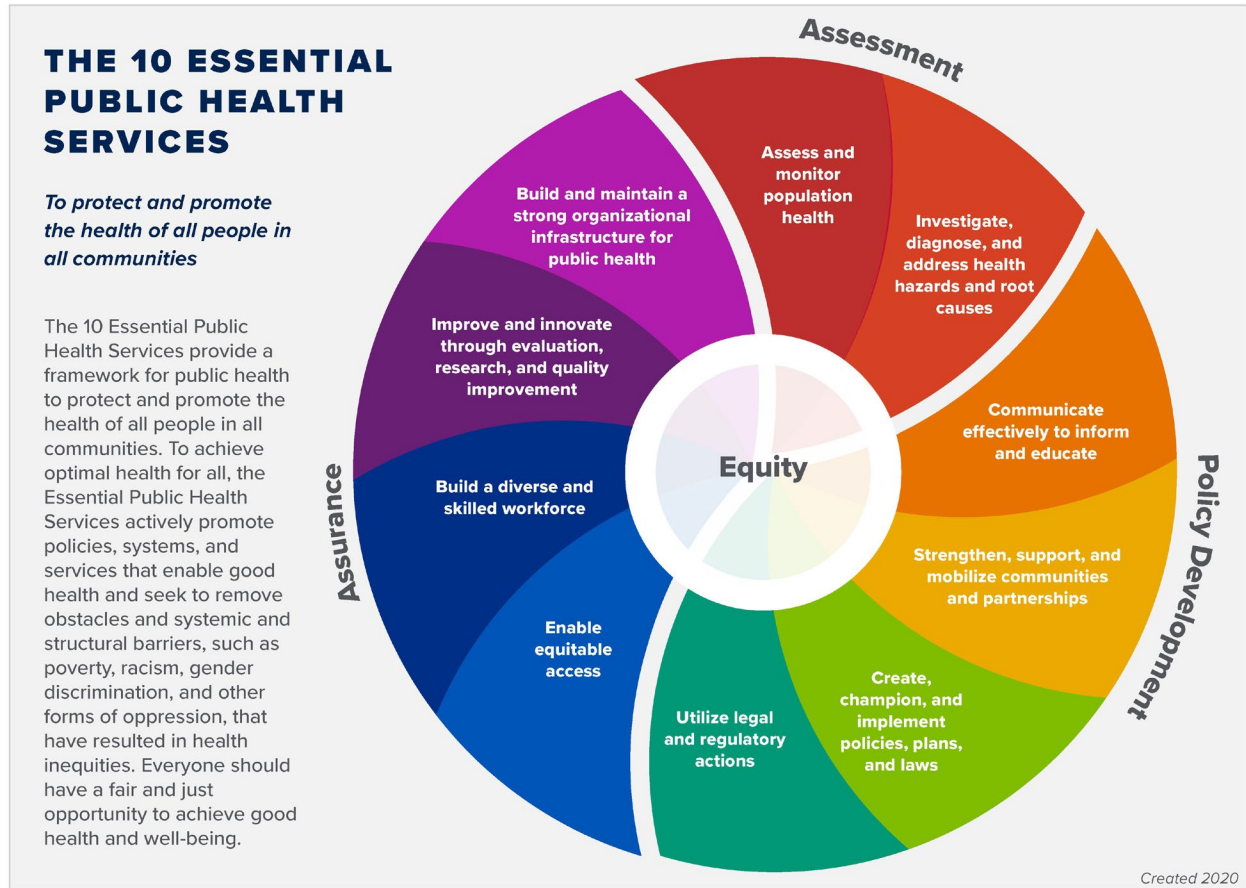 THE 10 ESSENTIAL
PUBLIC HEALTH
SERVICES
To protect and promote
the health of all people in
all communities
The 10 Essential Public
Health Services provide a
framework for public health
to protect and promote the
health of all people in all
communities. To achieve
optimal health for all, the
Essential Public Health
Services actively promote
policies, systems, and
services that enable good
health and seek to remove
obstacles and systemic and
structural barriers, such as
poverty, racism, gender
discrimination, and other
forms of oppression, that
have resulted in health
inequities. Everyone should
have a fair and just
opportunity to achieve good
health and well-being.
Assessment
Assess and
monitor
population
health
Investigate,
diagnose, and
address health
hazards and root
causes
Policy Development
Communicate
effectively to inform
and educate
Strengthen, support, and
mobilize communities
and partnerships
Create,
champion, and
implement
policies, plans,
and laws
Utilize legal
and regulatory
actions
Assurance
Enable
equitable
access
Build a diverse and
skilled workforce
Improve and innovate
through evaluation,
research, and quality
improvement
Build and maintain a
strong organizational
infrastructure for
public health
Equity
Created 2020